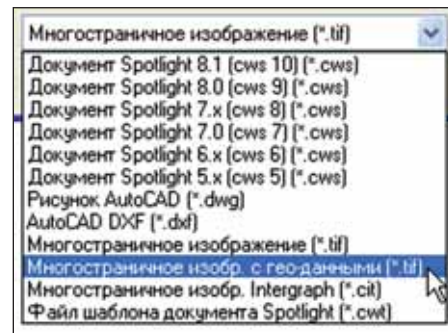 Многостраничное изображение (*.tif)
Документ Spotlight 8.1 (cws 10) (*.cws)
Документ Spotlight 8.0 (cws 9) (*.cws)
Документ Spotlight 7.x (cws 8) (*.cws)
Документ Spotlight 7.0 (cws 7) (*.cws)
Документ Spotlight 6.x (cws 6) (*.cws)
Документ Spotlight 5.x (cws 5) (*.cws)
Рисунок AutoCAD (*.dwg)
AutoCAD DXF (*.dxf)
Многостраничное изображение (*.tif)
Многостраничное изобр. с гео-данными (*.tif)
Многостраничное изобр. Intergraph (*.cit)
Файл шаблона документа Spotlight (*.cwt)